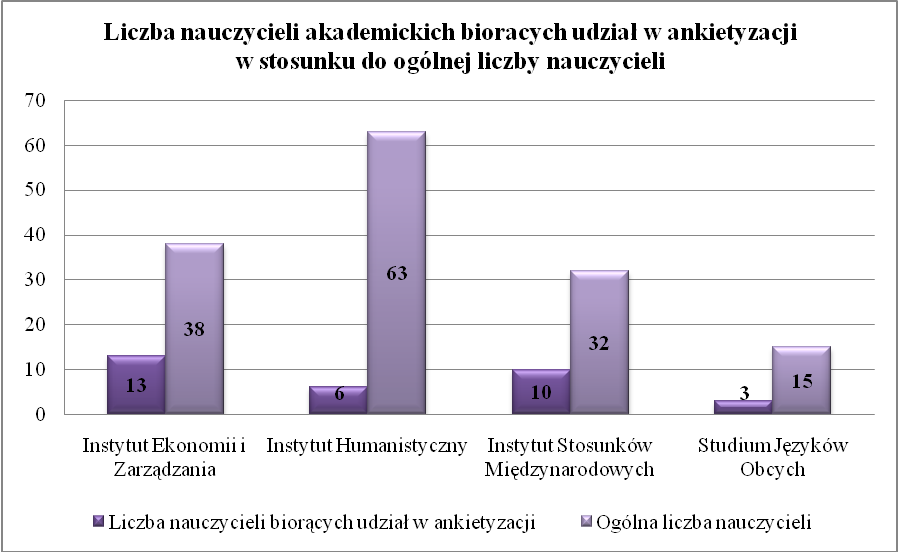 Liczba nauczycieli akademickich bioracych udział w ankietyzacji
w stosunku do ogólnej liczby nauczycieli
70
60
50
40
30
20
10
0
13
38
6
63
10
32
3
15
Instytut Ekonomii i
Zarządzania
Instytut Humanistyczny
Instytut Stosunków
Międzynarodowych
Studium Języków
Obcych
Liczba nauczycieli biorących udział w ankietyzacji
Ogólna liczba nauczycieli